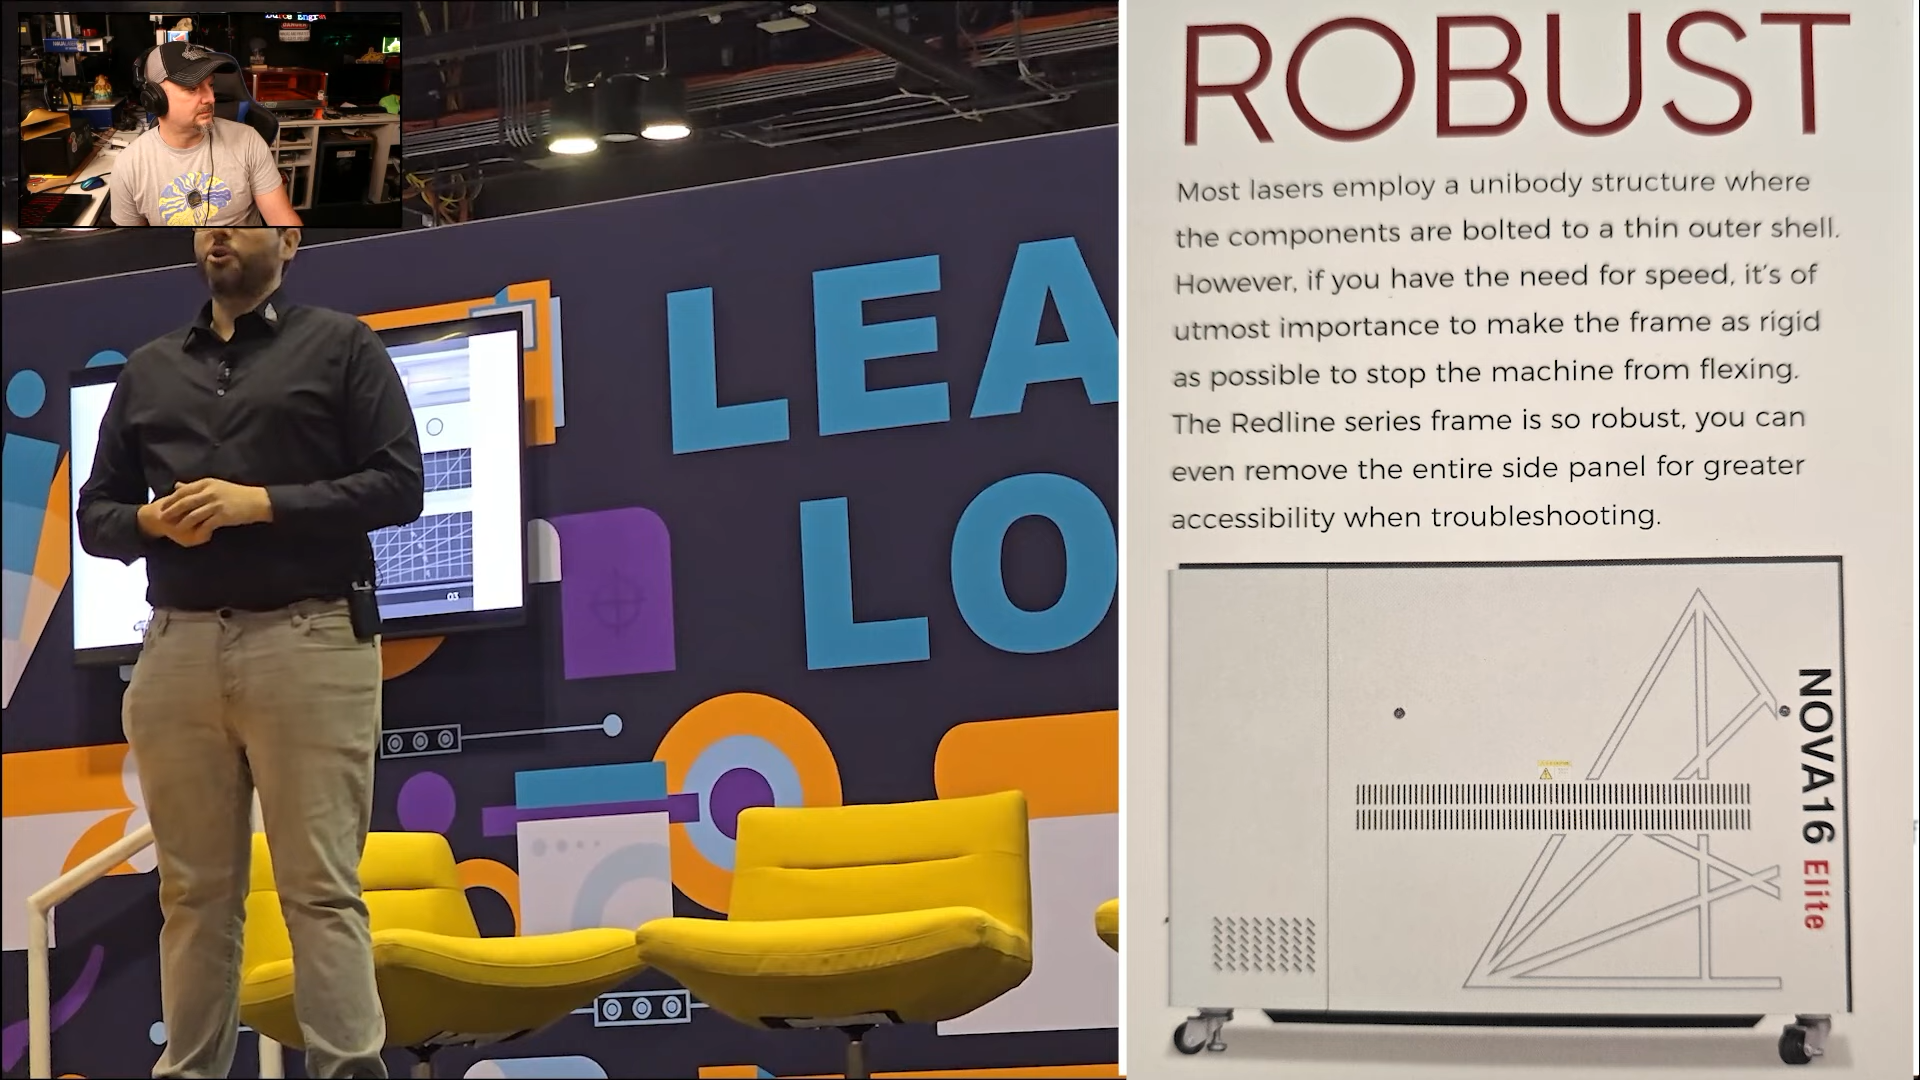 LEA
LO
03
ROBUST
Most lasers employ a unibody structure where
the components are bolted to a thin outer shell.
However, if you have the need for speed, it's of
utmost importance to make the frame as rigid
as possible to stop the machine from flexing.
The Redline series frame is so robust, you can
even remove the entire side panel for greater
accessibility when troubleshooting.
NOVA16 Elite